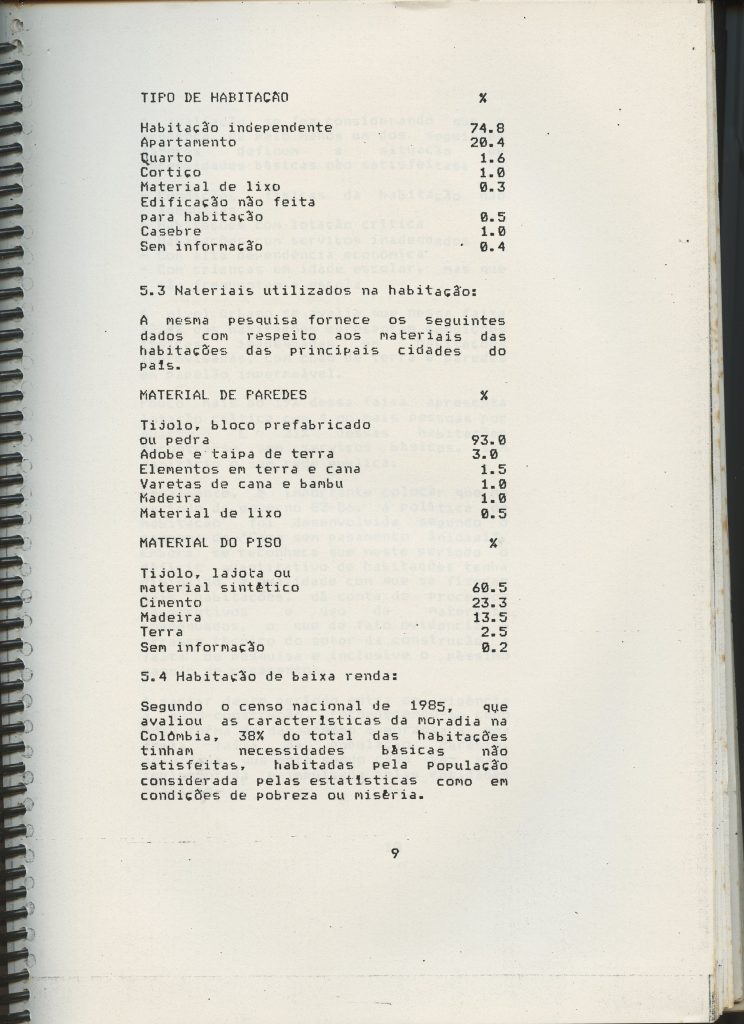 TIPO DE HABITAÇÃO %
Habitação independente 74.8
Apartamento 20.4
Quarto 1.6
Cortiço 1.0
Material de lixo 0.3
Edificação não feita
para habitação 0.5
Casebre 1.0
Sem informação 0.4
5.3 Materiais utilizados na habitação:
A mesma pesquisa fornece os seguintes
dados com respeito aos materiais das
habitações das principais cidades do
país.
MATERIAL DE PAREDES %
Tijolo, bloco prefabricado
ou pedra 93.0
Adobe e taipa de terra 3.0
Elementos em terra e cana 1.5
Varetas de cana e bambu 1.0
Madeira 1.0
Material de lixo 0.5
MATERIAL DO PISO %
Tijolo, lajota ou
material sintético 60.5
Cimento 23.3
Madeira 13.5
Terra 2.5
Sem informação 0.2
5.4 Habitação de baixa renda:
Segundo o censo nacional de 1985, que
avaliou as características da moradia na
Colômbia, 38% do total das habitações
tinham necessidades básicas não
satisfeitas, habitadas pela população
considerada pelas estatísticas como em
condições de pobreza ou miséria.
9